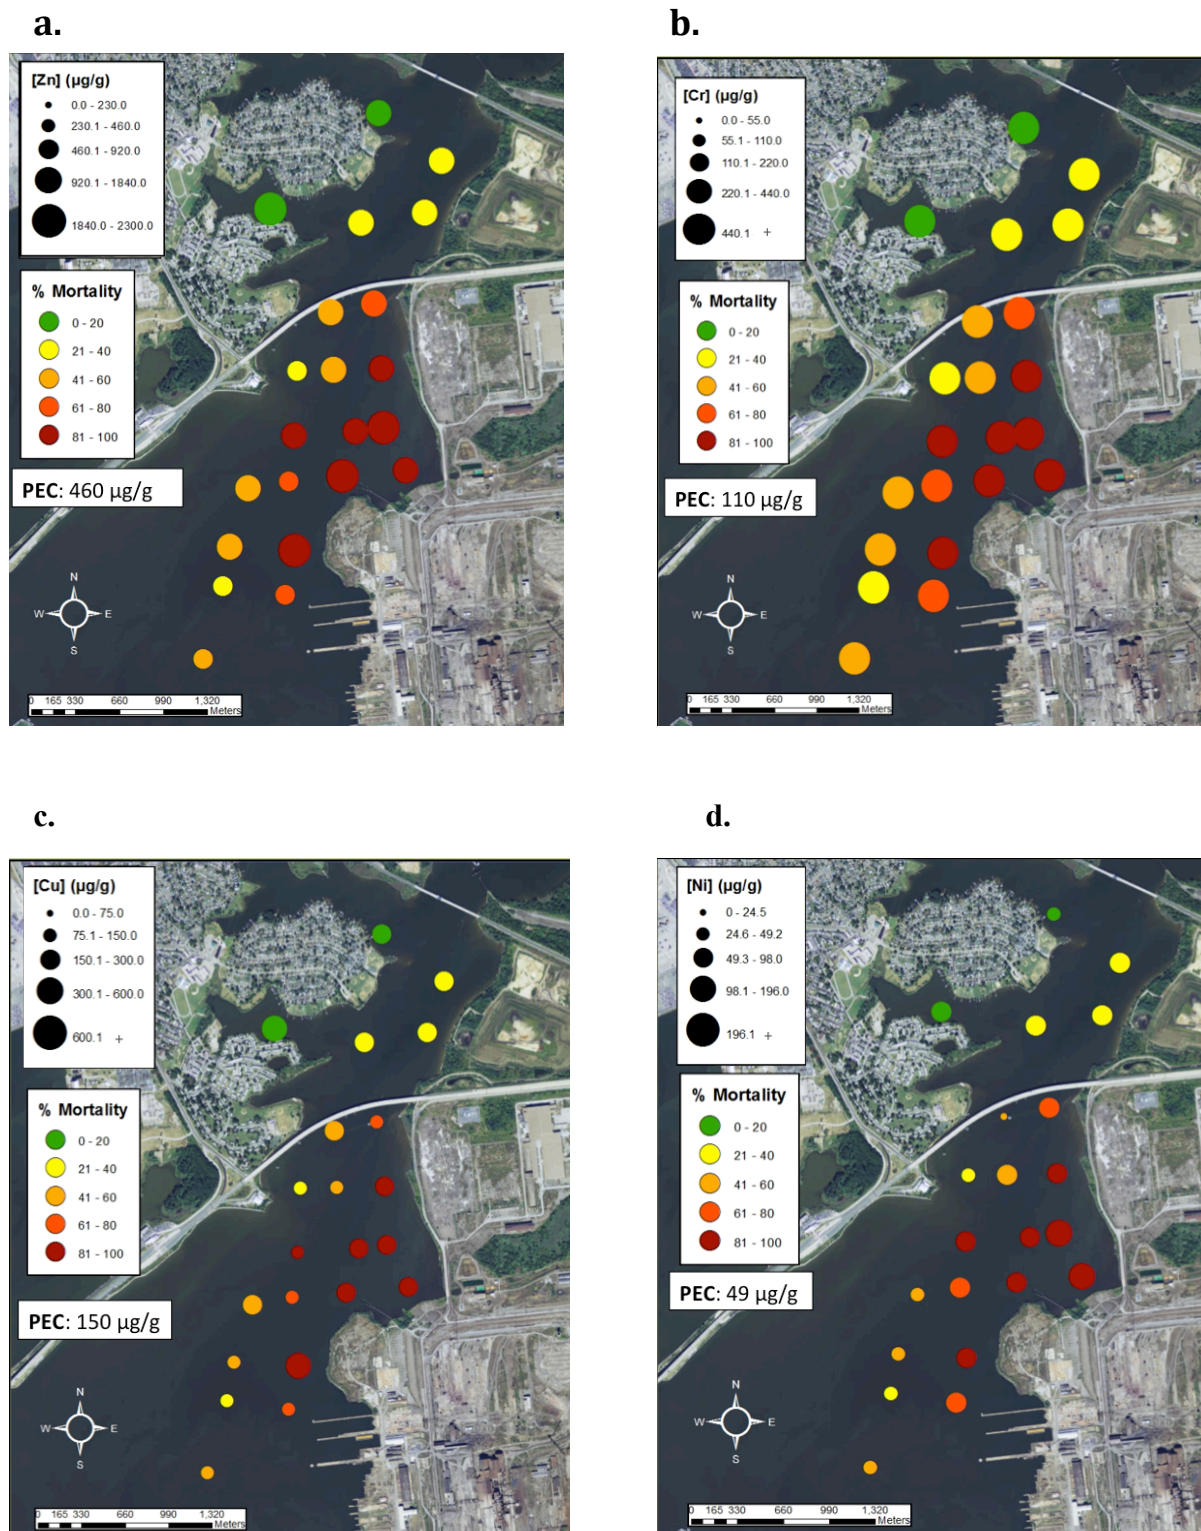 a.
[Zn] (µg/g)
0.0 - 230.0
230.1 - 460.0
460.1 - 920.0
920.1 - 1840.0
1840.0 - 2300.0
% Mortality
0 - 20
21 - 40
41 - 60
61 - 80
81 - 100
PEC: 460 µg/g
N
W E
S
0 165 330 660 990 1,320
Meters
b.
[Cr] (µg/g)
0.0 - 55.0
55.1 - 110.0
110.1 - 220.0
220.1 - 440.0
440.1 +
% Mortality
0 - 20
21 - 40
41 - 60
61 - 80
81 - 100
PEC: 110 µg/g
N
W E
S
0 165 330 660 990 1,320
Meters
c.
[Cu] (µg/g)
0.0 - 75.0
75.1 - 150.0
150.1 - 300.0
300.1 - 600.0
600.1 +
% Mortality
0 - 20
21 - 40
41 - 60
61 - 80
81 - 100
PEC: 150 µg/g
N
W E
S
0 165 330 660 990 1,320
Meters
d.
[Ni] (µg/g)
0 - 24.5
24.6 - 49.2
49.3 - 98.0
98.1 - 196.0
196.1 +
% Mortality
0 - 20
21 - 40
41 - 60
61 - 80
81 - 100
PEC: 49 µg/g
N
W E
S
0 165 330 660 990 1,320
Meters